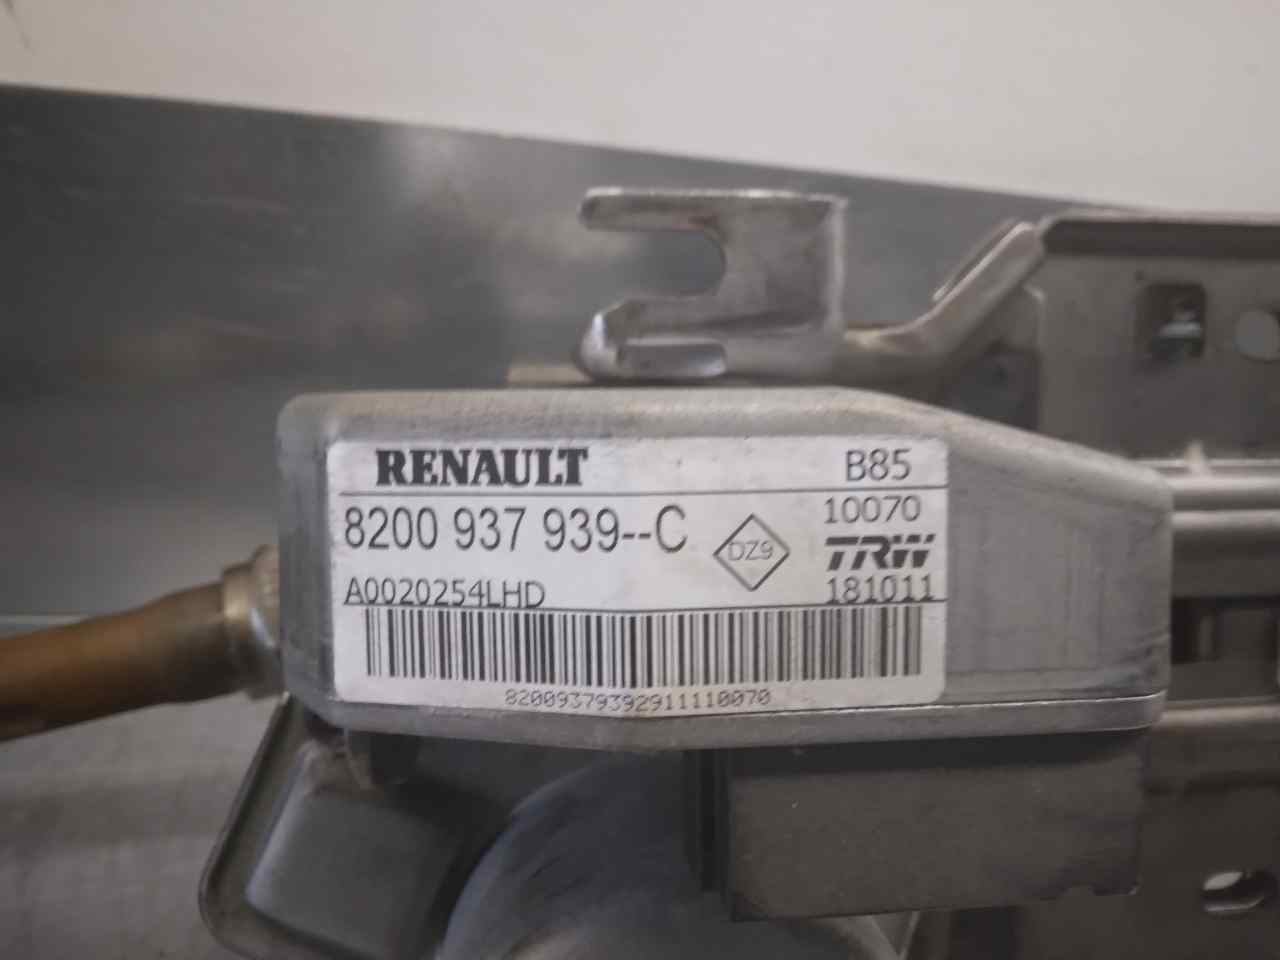 RENAULT B85
8200 937 939--C DZ9 10070
TRW
A0020254LHD 181011
82009379392911110070